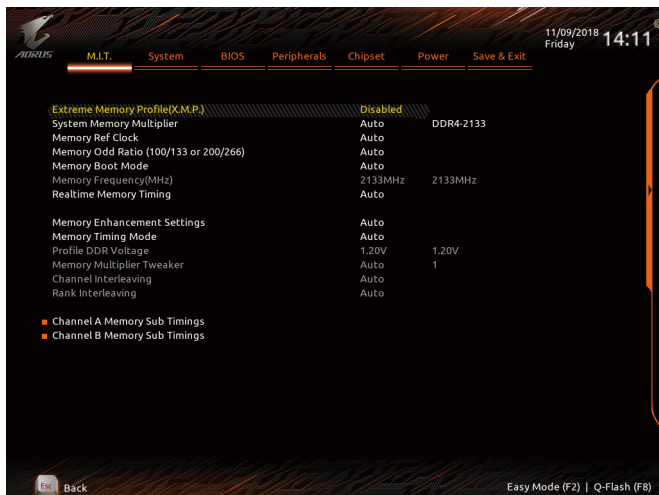 11/09/2018 14:11
Friday
AORUS
M.I.T. System BIOS Peripherals Chipset Power Save & Exit
Extreme Memory Profile(X.M.P.) Disabled
System Memory Multiplier Auto DDR4-2133
Memory Ref Clock Auto
Memory Odd Ratio (100/133 or 200/266) Auto
Memory Boot Mode Auto
Memory Frequency(MHz) 2133MHz 2133MHz
Realtime Memory Timing Auto
Memory Enhancement Settings Auto
Memory Timing Mode Auto
Profile DDR Voltage 1.20V 1.20V
Memory Multiplier Tweaker Auto 1
Channel Interleaving Auto
Rank Interleaving Auto
Channel A Memory Sub Timings
Channel B Memory Sub Timings
Esc Back Easy Mode (F2) | Q-Flash (F8)